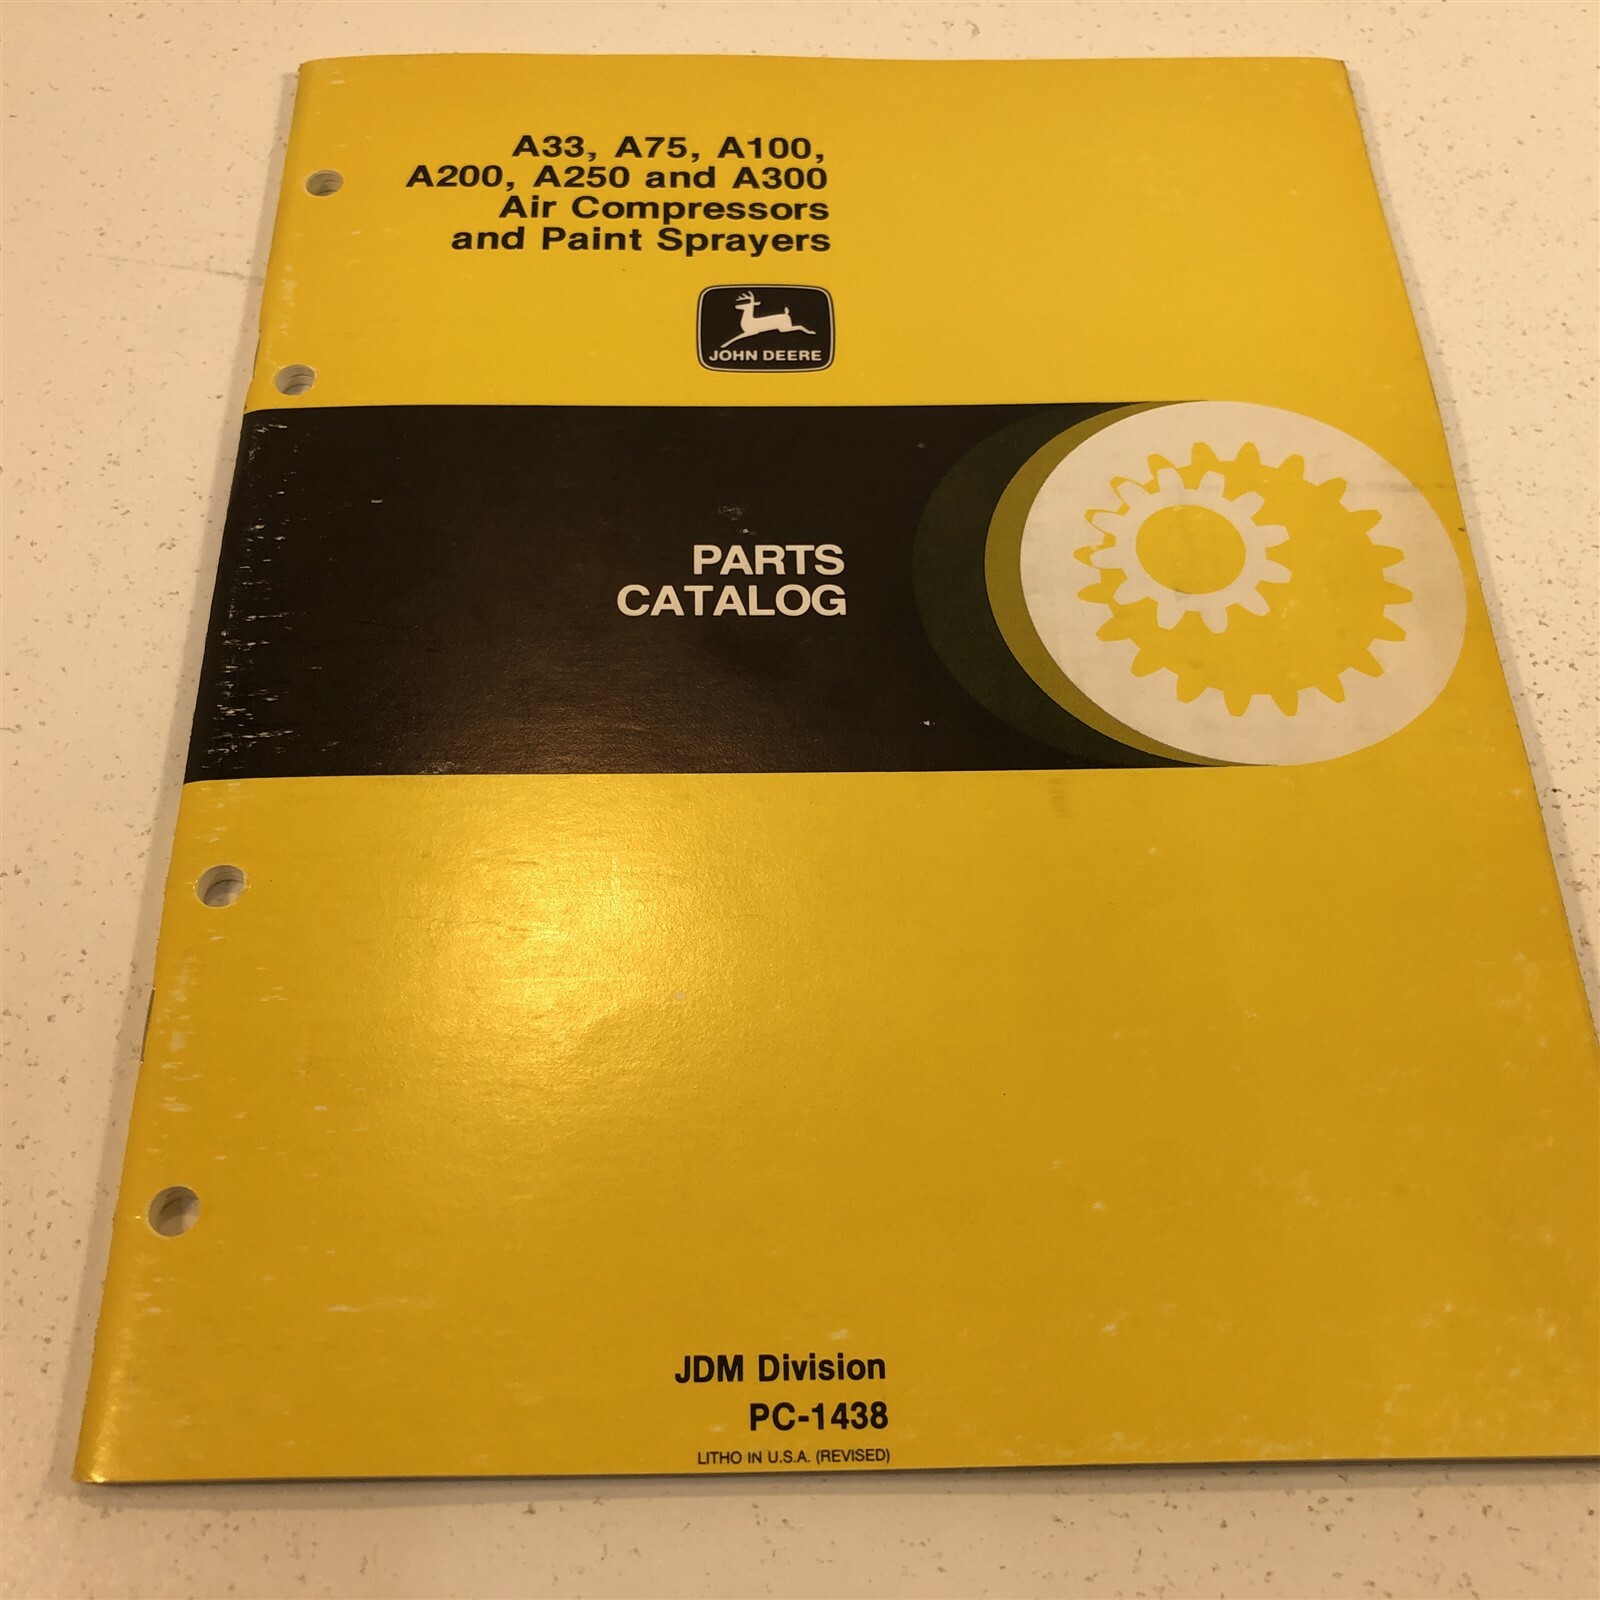 A33, A75, A100,
A200, A250 and A300
Air Compressors
and Paint Sprayers
JOHN DEERE
PARTS
CATALOG
JDM Division
PC-1438
LITHO IN U.S.A. (REVISED)